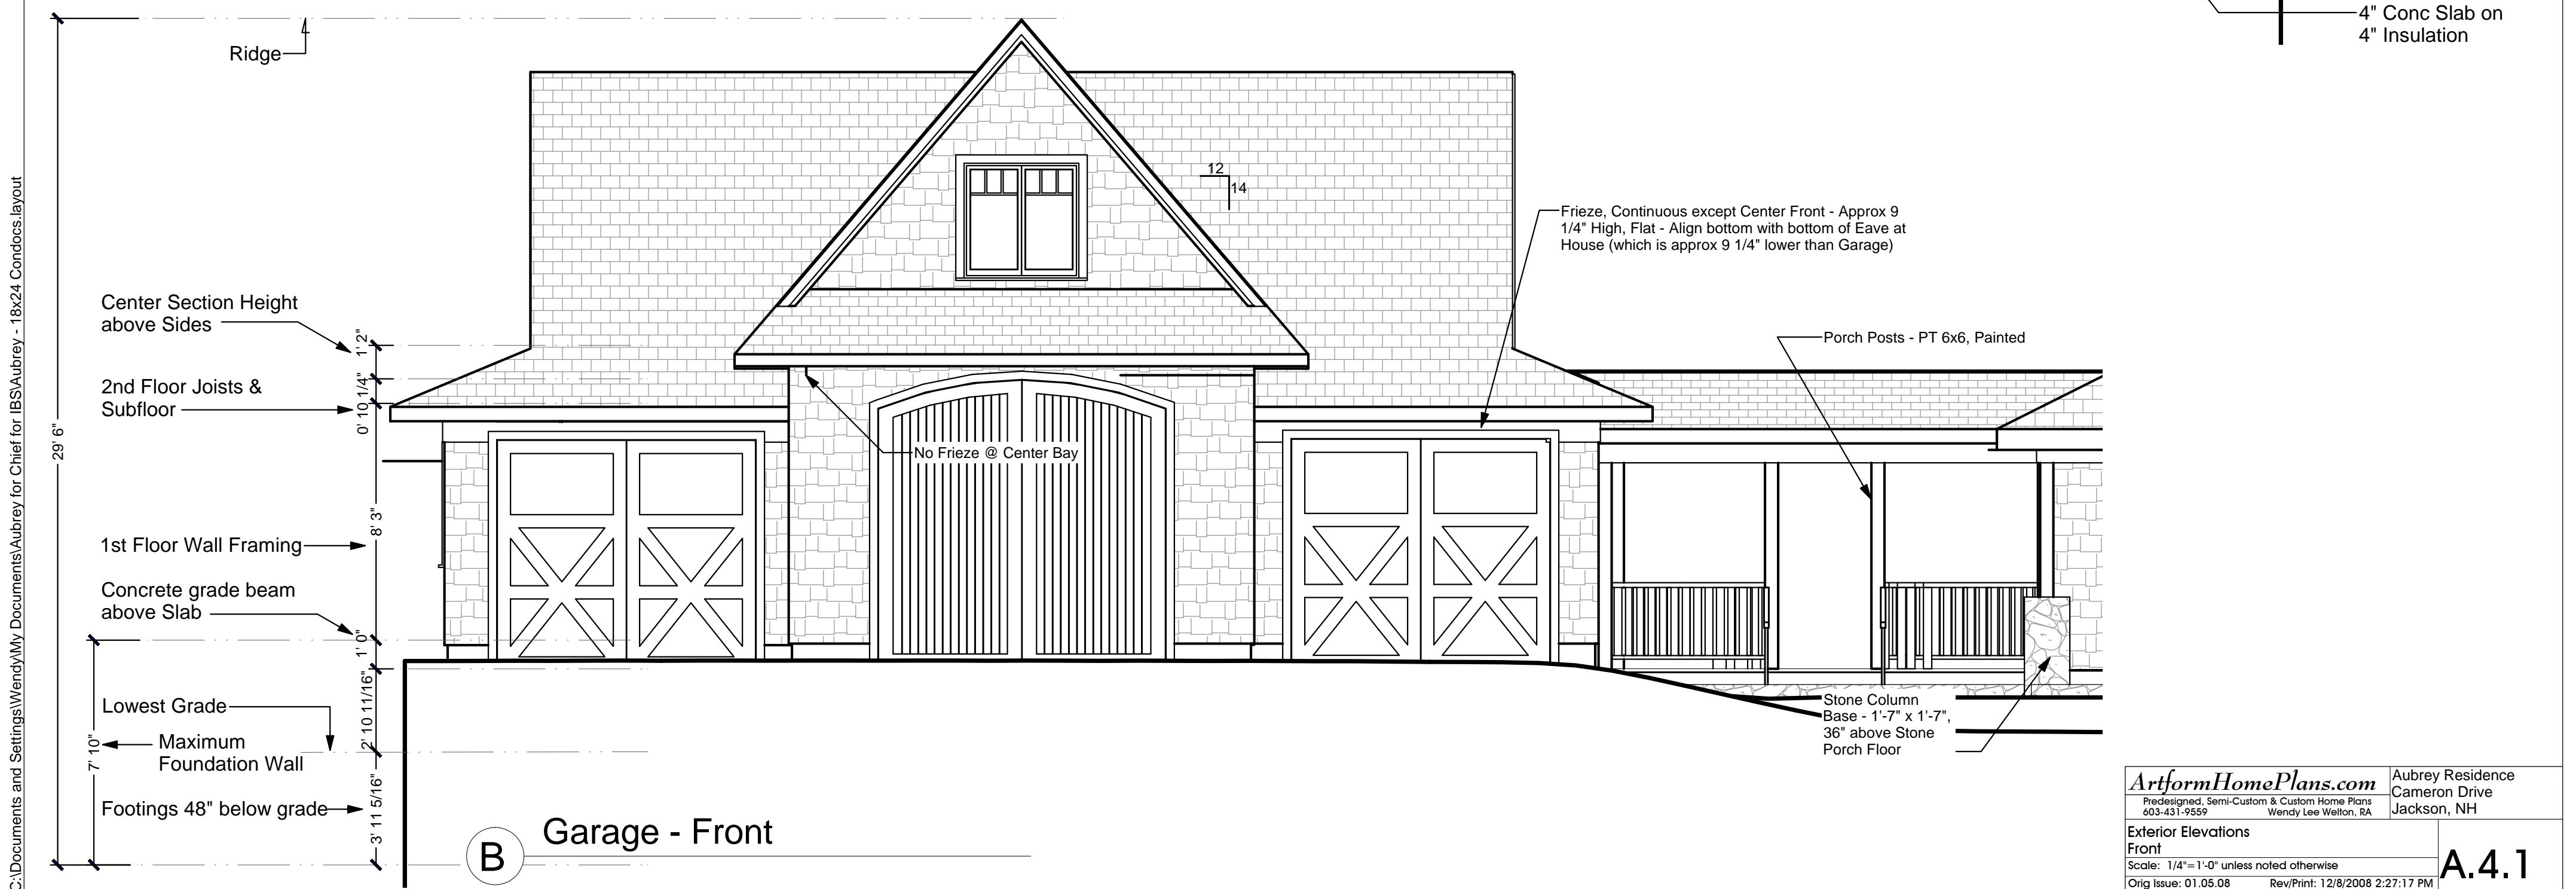 4" Conc Slab on
4" Insulation
Ridge
12
14
Frieze, Continuous except Center Front - Approx 9
1/4" High, Flat - Align bottom with bottom of Eave at
House (which is approx 9 1/4" lower than Garage)
Center Section Height
above Sides
1' 2"
Porch Posts - PT 6x6, Painted
2nd Floor Joists &
Subfloor
0' 10 1/4"
29' 6"
No Frieze @ Center Bay
8' 3"
1st Floor Wall Framing
Concrete grade beam
above Slab
1' 0"
2' 10 11/16"
Lowest Grade
Maximum
Foundation Wall
7' 10"
Stone Column
Base - 1'-7" x 1'-7",
36" above Stone
Porch Floor
Footings 48" below grade
3' 11 5/16"
B
Garage - Front
C:\Documents and Settings\Wendy\My Documents\Aubrey for Chief for IBS\Aubrey - 18x24 Condocs.layout
ArtformHomePlans.com
Predesigned, Semi-Custom & Custom Home Plans
603-431-9559 Wendy Lee Welton, RA
Aubrey Residence
Cameron Drive
Jackson, NH
Exterior Elevations
Front
Scale: 1/4"=1'-0" unless noted otherwise
Orig Issue: 01.05.08 Rev/Print: 12/8/2008 2:27:17 PM
A.4.1